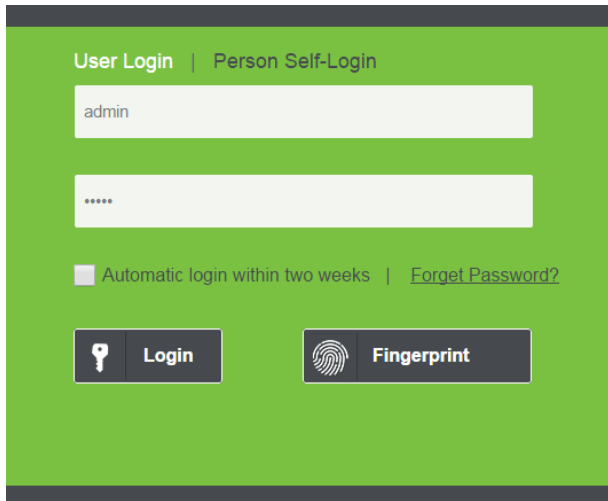 User Login | Person Self-Login
admin
•••••
Automatic login within two weeks | Forget Password?
Login
Fingerprint